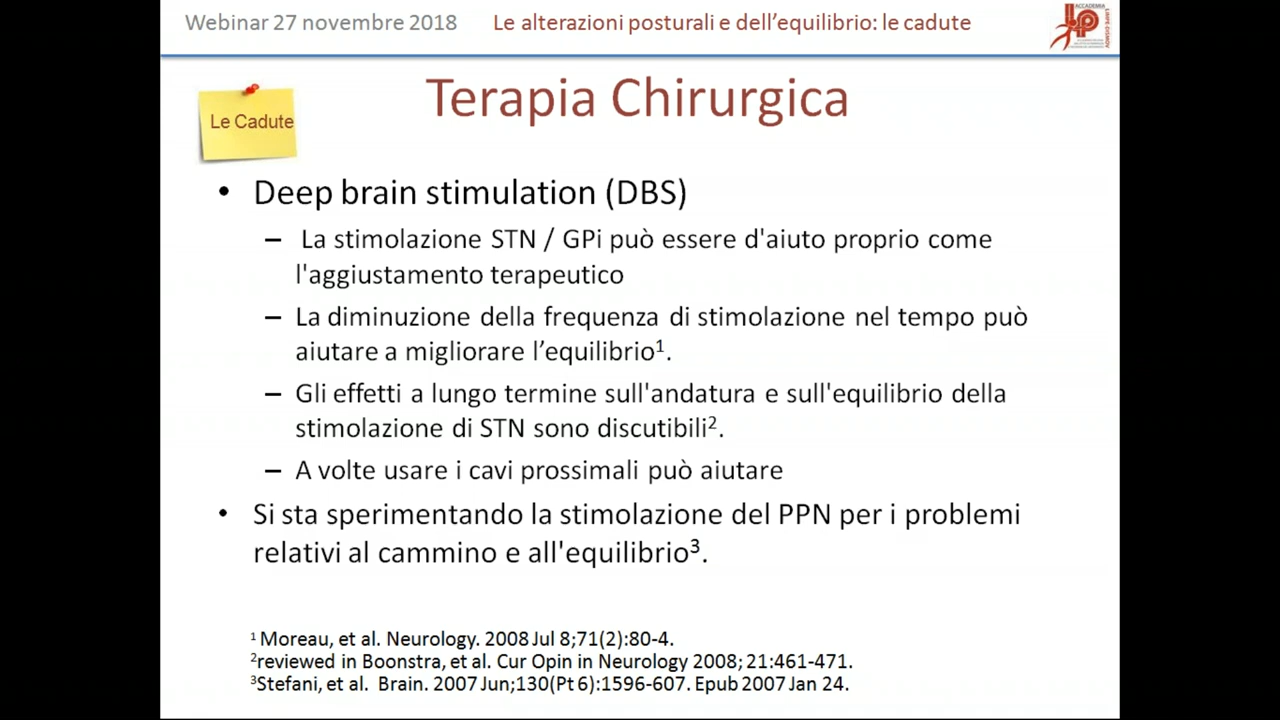 Webinar 27 novembre 2018 Le alterazioni posturali e dell’equilibrio: le cadute
ACCADEMIA
LIMPE-DISMOV
Le Cadute
Terapia Chirurgica
• Deep brain stimulation (DBS)
– La stimolazione STN / GPi può essere d'aiuto proprio come
l'aggiustamento terapeutico
– La diminuzione della frequenza di stimolazione nel tempo può
aiutare a migliorare l’equilibrio¹.
– Gli effetti a lungo termine sull'andatura e sull'equilibrio della
stimolazione di STN sono discutibili².
– A volte usare i cavi prossimali può aiutare
• Si sta sperimentando la stimolazione del PPN per i problemi
relativi al cammino e all'equilibrio³.
¹ Moreau, et al. Neurology. 2008 Jul 8;71(2):80-4.
²reviewed in Boonstra, et al. Cur Opin in Neurology 2008; 21:461-471.
³Stefani, et al. Brain. 2007 Jun;130(Pt 6):1596-607. Epub 2007 Jan 24.